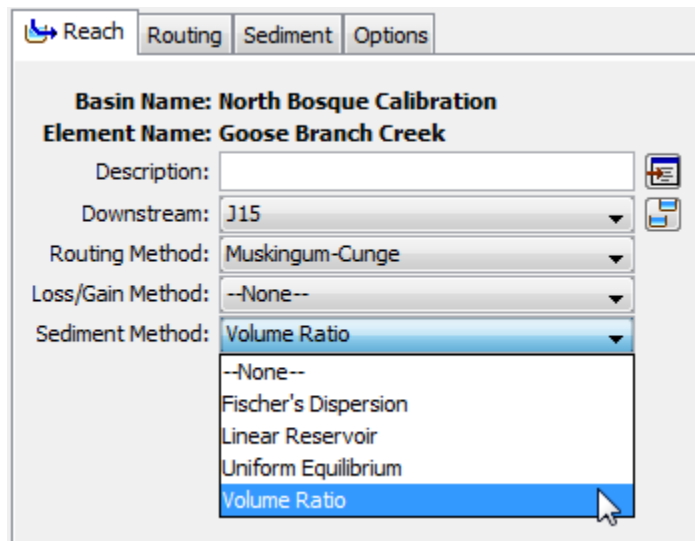 Reach Routing Sediment Options
Basin Name: North Bosque Calibration
Element Name: Goose Branch Creek
Description:
Downstream: J15
Routing Method: Muskingum-Cunge
Loss/Gain Method: --None--
Sediment Method: Volume Ratio
--None--
Fischer's Dispersion
Linear Reservoir
Uniform Equilibrium
Volume Ratio